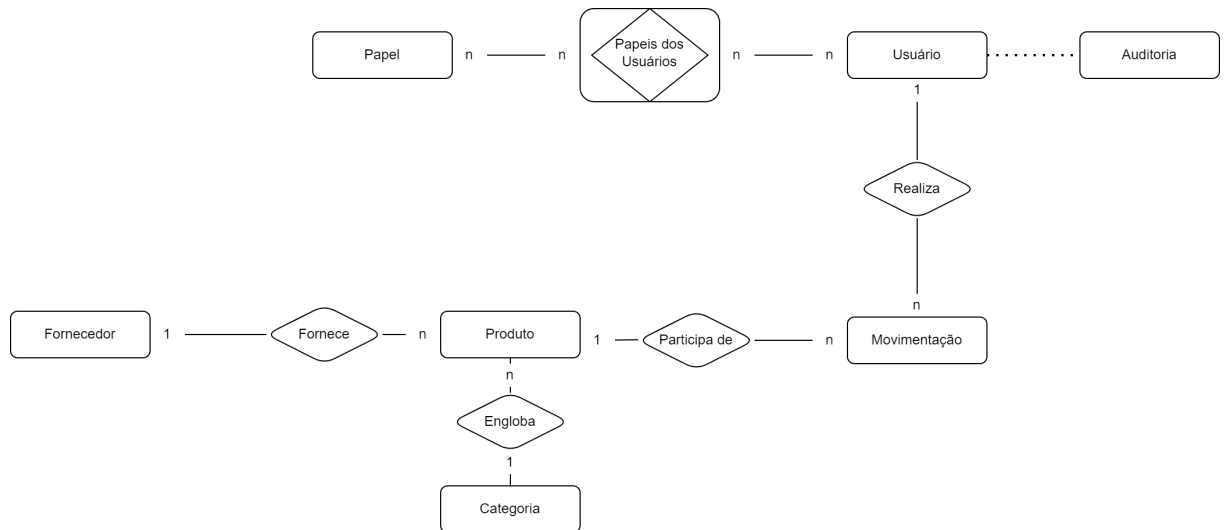 Papel
n
n
Papeis dos
Usuários
n
n
Usuário
Auditoria
1
Realiza
n
Fornecedor
1
Fornece
n
Produto
1
Participa de
n
Movimentação
n
Engloba
1
Categoria